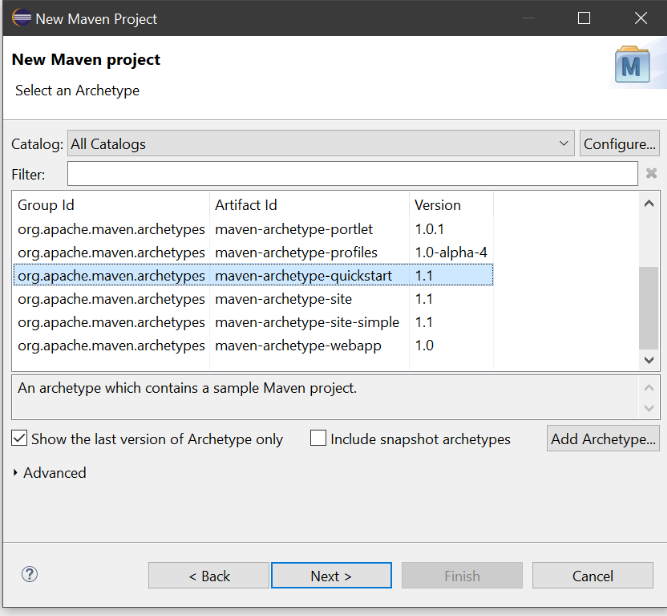 New Maven Project
New Maven project
Select an Archetype
M
Catalog: All Catalogs Configure...
Filter:
Group Id Artifact Id Version
org.apache.maven.archetypes maven-archetype-portlet 1.0.1
org.apache.maven.archetypes maven-archetype-profiles 1.0-alpha-4
org.apache.maven.archetypes maven-archetype-quickstart 1.1
org.apache.maven.archetypes maven-archetype-site 1.1
org.apache.maven.archetypes maven-archetype-site-simple 1.1
org.apache.maven.archetypes maven-archetype-webapp 1.0
An archetype which contains a sample Maven project.
Show the last version of Archetype only Include snapshot archetypes Add Archetype...
Advanced
? < Back Next > Finish Cancel